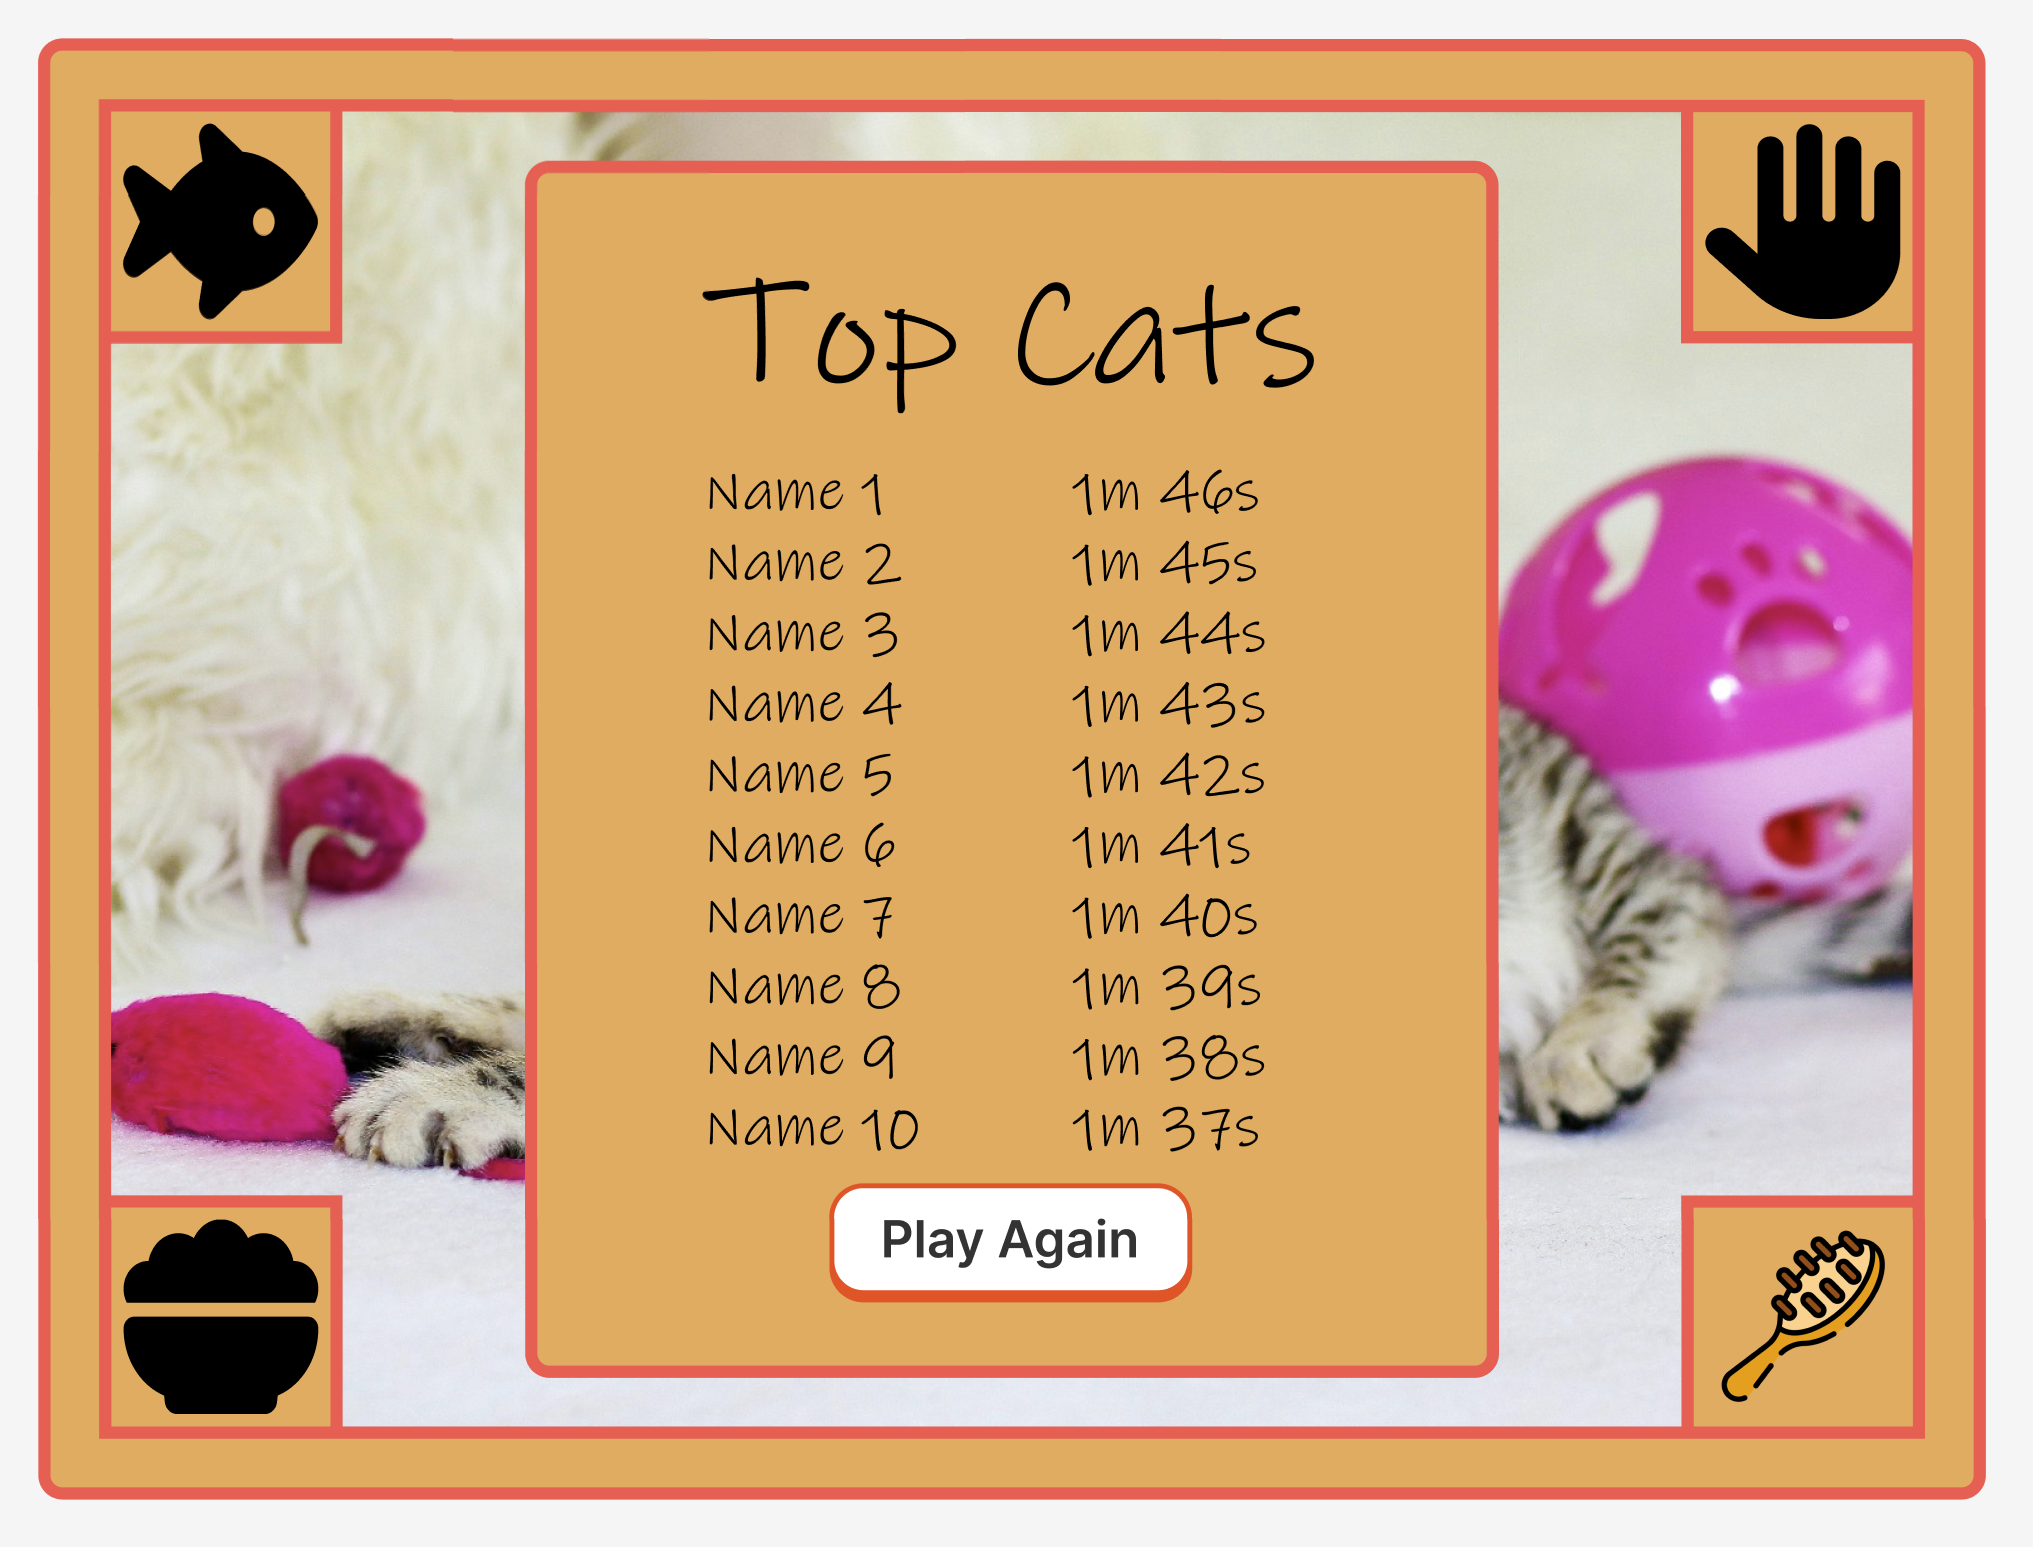 Top Cats
Name 1 1m 46s
Name 2 1m 45s
Name 3 1m 44s
Name 4 1m 43s
Name 5 1m 42s
Name 6 1m 41s
Name 7 1m 40s
Name 8 1m 39s
Name 9 1m 38s
Name 10 1m 37s
Play Again